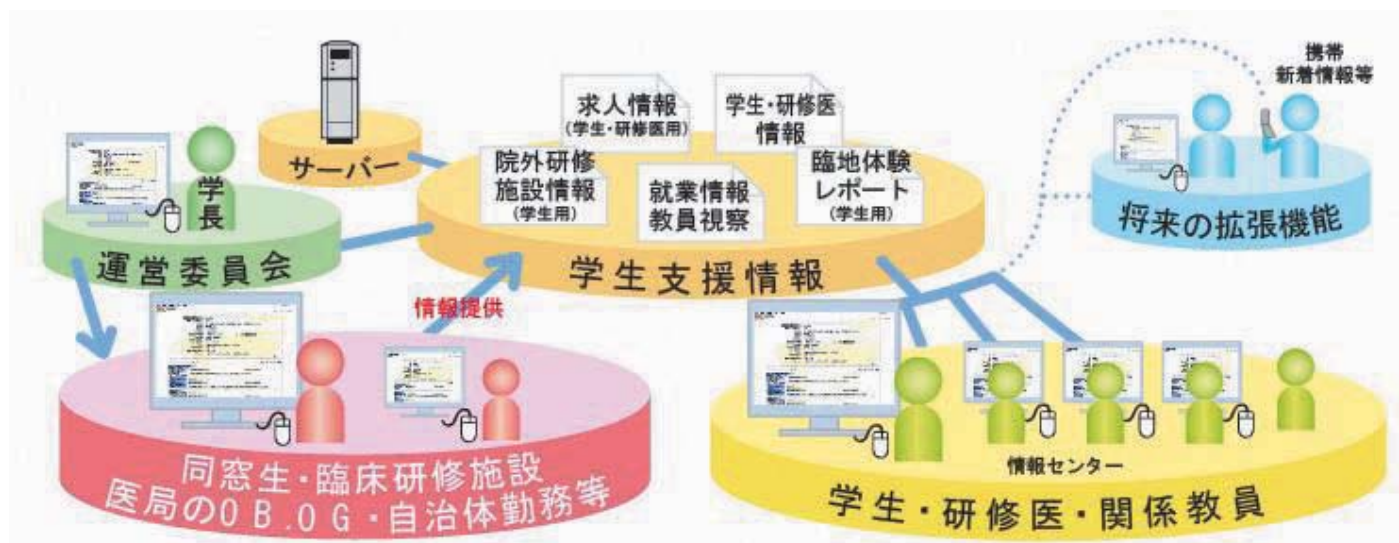 携帯
新着情報等
求人情報
(学生・研修医用)
学生・研修医
情報
サーバー
院外研修
施設情報
(学生用)
就業情報
教員視察
臨地体験
レポート
(学生用)
学長
運営委員会
学生支援情報
将来の拡張機能
情報提供
同窓生・臨床研修施設
医局のOB.OG・自治体勤務等
情報センター
学生・研修医・関係教員